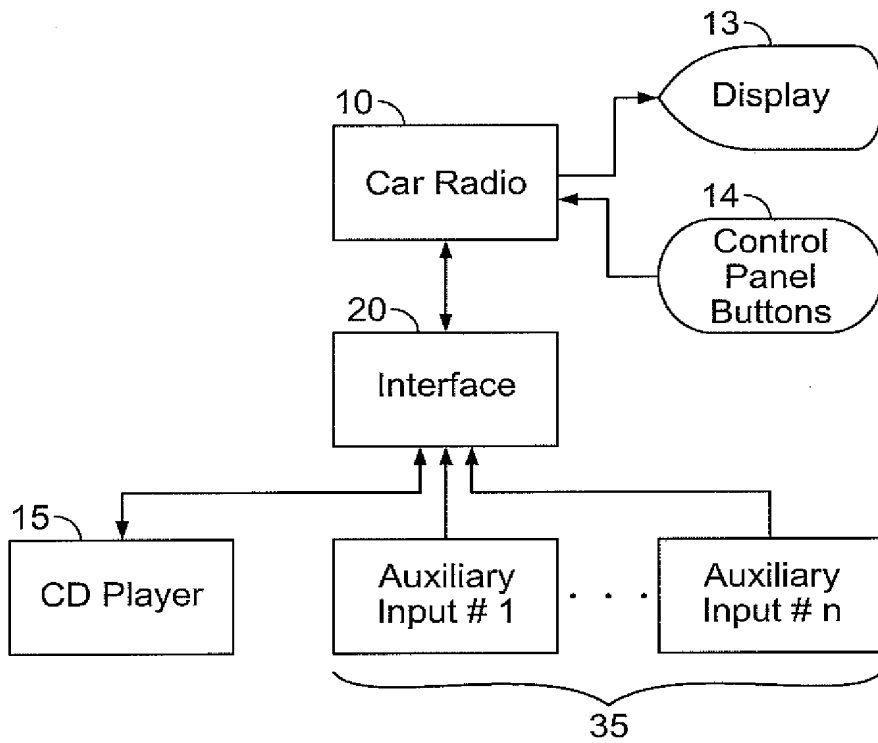 13
Display
10
Car Radio
14
Control
Panel
Buttons
20
Interface
15
CD Player
Auxiliary
Input # 1
. . .
Auxiliary
Input # n
35